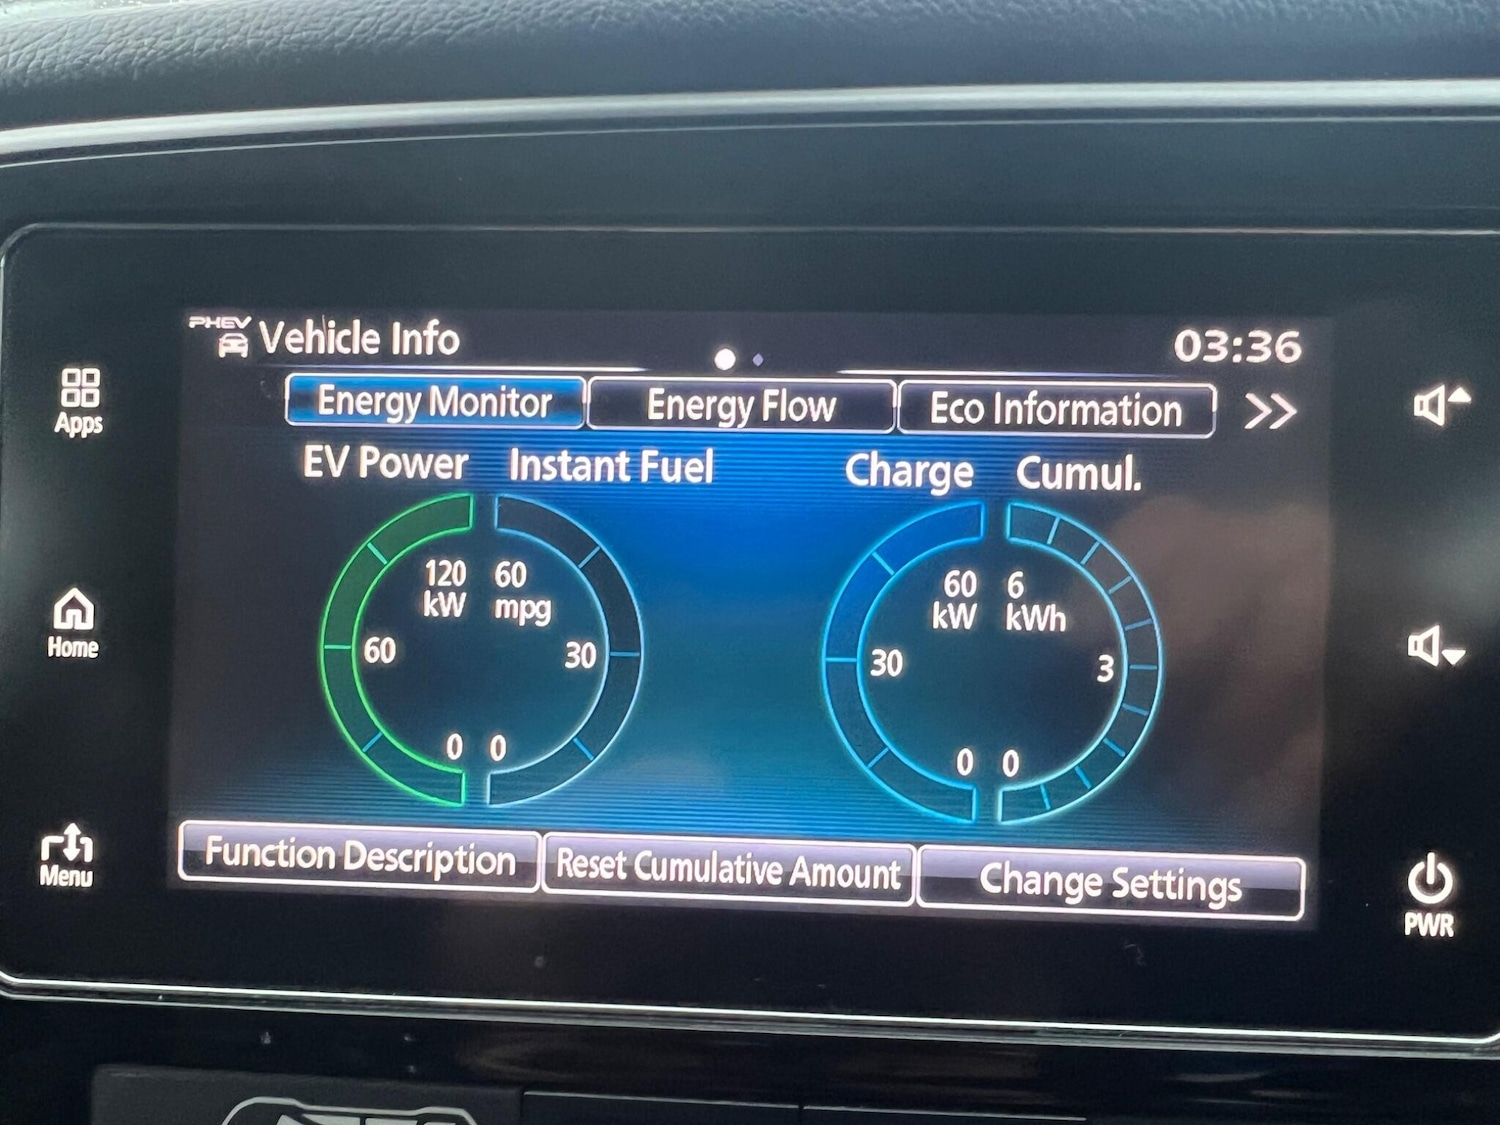 PHEV
Vehicle Info
03:36
Energy Monitor
Energy Flow
Eco Information
EV Power
Instant Fuel
Charge
Cumul.
120
kW
60
mpg
60
30
0
0
60
kW
6
kWh
30
3
0
0
Function Description
Reset Cumulative Amount
Change Settings
Apps
Home
Menu
PWR